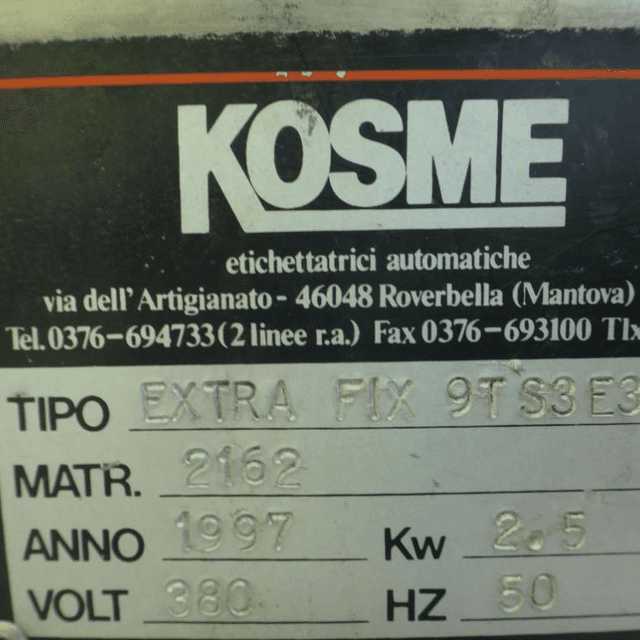 KOSME
etichettatrici automatiche
via dell'Artigianato - 46048 Roverbella (Mantova)
Tel. 0376-694733 (2 linee r.a.) Fax 0376-693100 Tlx
TIPO EXTRA FIX 9T S3 E3
MATR. 2162
ANNO 1997 Kw 2.5
VOLT 380 HZ 50